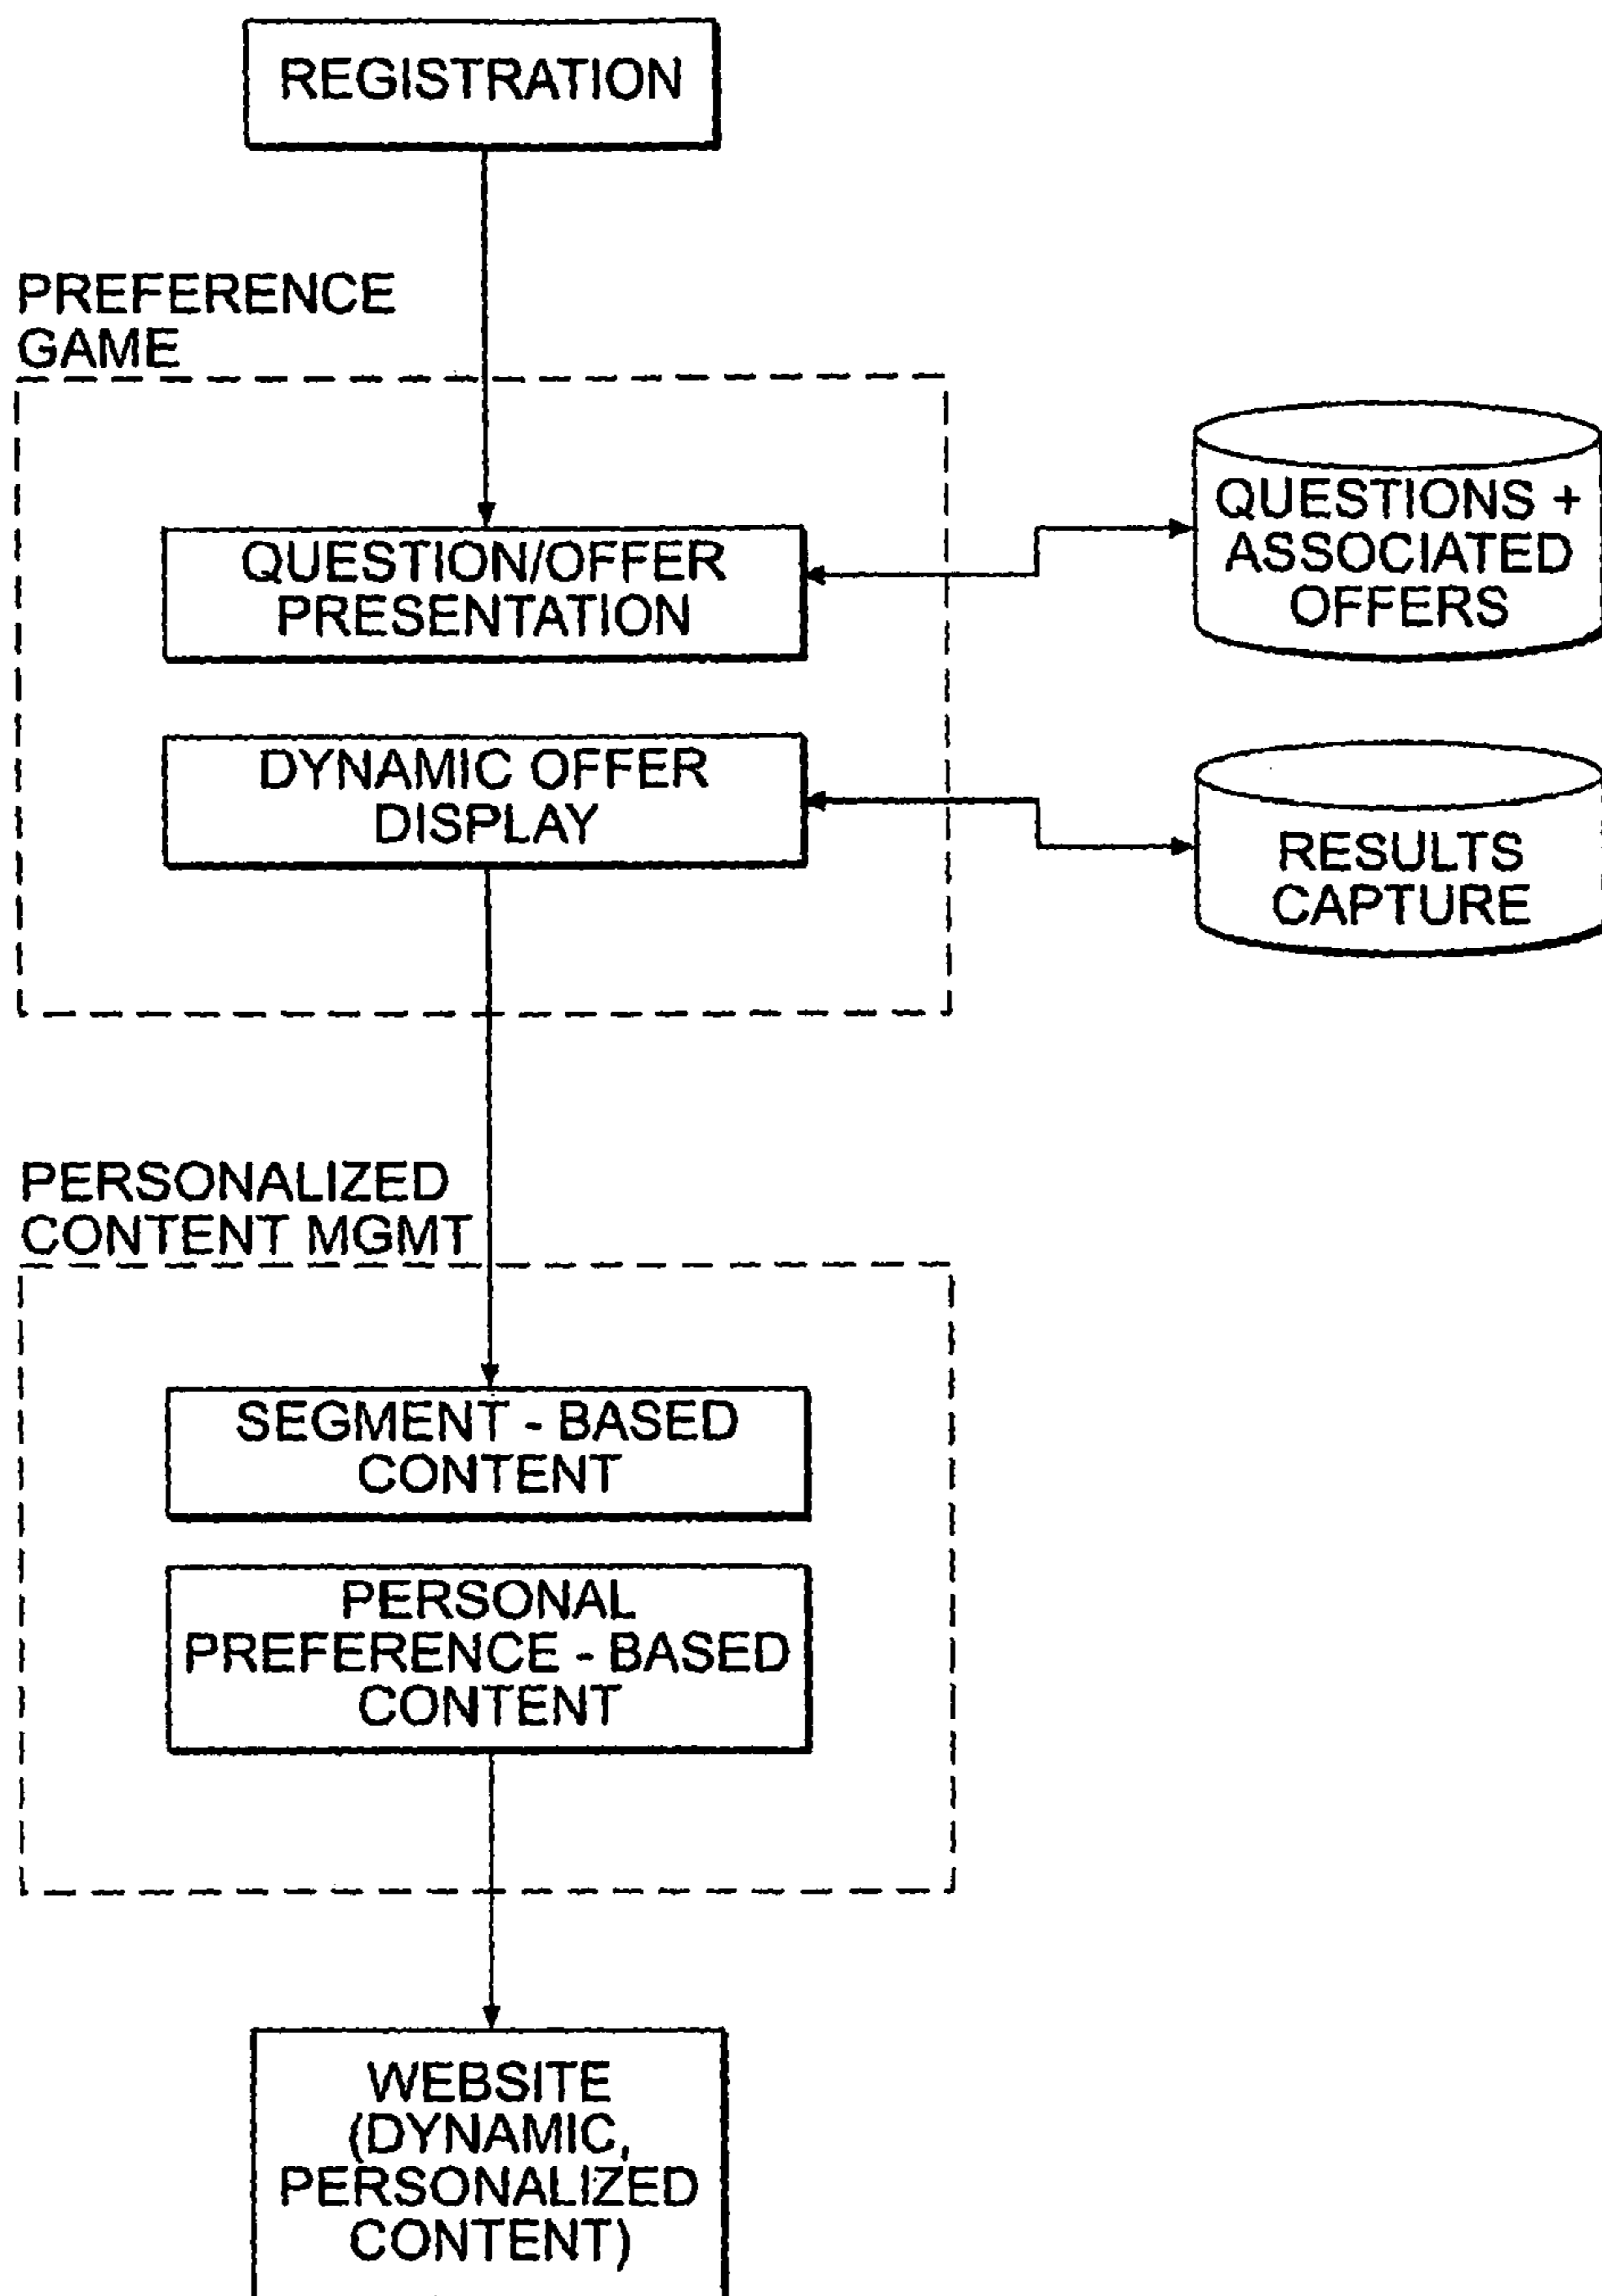 REGISTRATION
PREFERENCE
GAME
QUESTION/OFFER
PRESENTATION
QUESTIONS +
ASSOCIATED
OFFERS
DYNAMIC OFFER
DISPLAY
RESULTS
CAPTURE
PERSONALIZED
CONTENT MGMT
SEGMENT - BASED
CONTENT
PERSONAL
PREFERENCE - BASED
CONTENT
WEBSITE
(DYNAMIC,
PERSONALIZED
CONTENT)